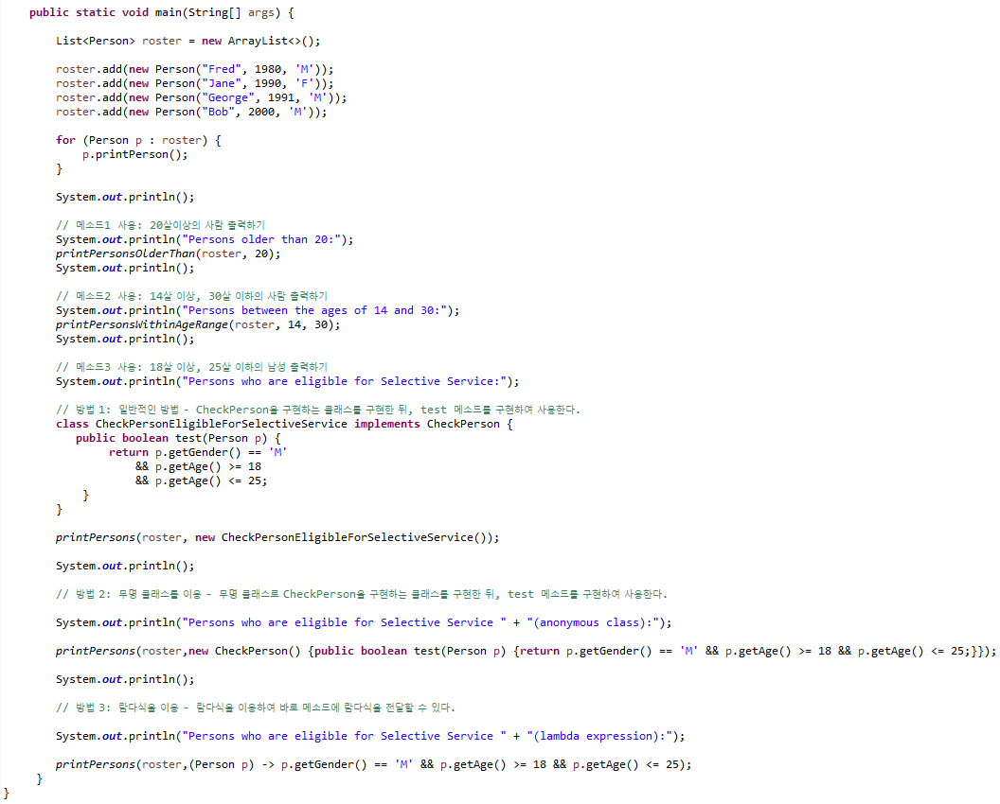 public static void main(String[] args) {
List<Person> roster = new ArrayList<>();
roster.add(new Person("Fred", 1980, 'M'));
roster.add(new Person("Jane", 1990, 'F'));
roster.add(new Person("George", 1991, 'M'));
roster.add(new Person("Bob", 2000, 'M'));
for (Person p : roster) {
p.printPerson();
}
System.out.println();
// 메소드1 사용: 20살이상의 사람 출력하기
System.out.println("Persons older than 20:");
printPersonsOlderThan(roster, 20);
System.out.println();
// 메소드2 사용: 14살 이상, 30살 이하의 사람 출력하기
System.out.println("Persons between the ages of 14 and 30:");
printPersonsWithinAgeRange(roster, 14, 30);
System.out.println();
// 메소드3 사용: 18살 이상, 25살 이하의 남성 출력하기
System.out.println("Persons who are eligible for Selective Service:");
// 방법 1: 일반적인 방법 - CheckPerson을 구현하는 클래스를 구현한 뒤, test 메소드를 구현하여 사용한다.
class CheckPersonEligibleForSelectiveService implements CheckPerson {
public boolean test(Person p) {
return p.getGender() == 'M'
&& p.getAge() >= 18
&& p.getAge() <= 25;
}
}
printPersons(roster, new CheckPersonEligibleForSelectiveService());
System.out.println();
// 방법 2: 무명 클래스를 이용 - 무명 클래스로 CheckPerson을 구현하는 클래스를 구현한 뒤, test 메소드를 구현하여 사용한다.
System.out.println("Persons who are eligible for Selective Service " + "(anonymous class):");
printPersons(roster,new CheckPerson() {public boolean test(Person p) {return p.getGender() == 'M' && p.getAge() >= 18 && p.getAge() <= 25;}});
System.out.println();
// 방법 3: 람다식을 이용 - 람다식을 이용하여 바로 메소드에 람다식을 전달할 수 있다.
System.out.println("Persons who are eligible for Selective Service " + "(lambda expression):");
printPersons(roster,(Person p) -> p.getGender() == 'M' && p.getAge() >= 18 && p.getAge() <= 25);
}
}